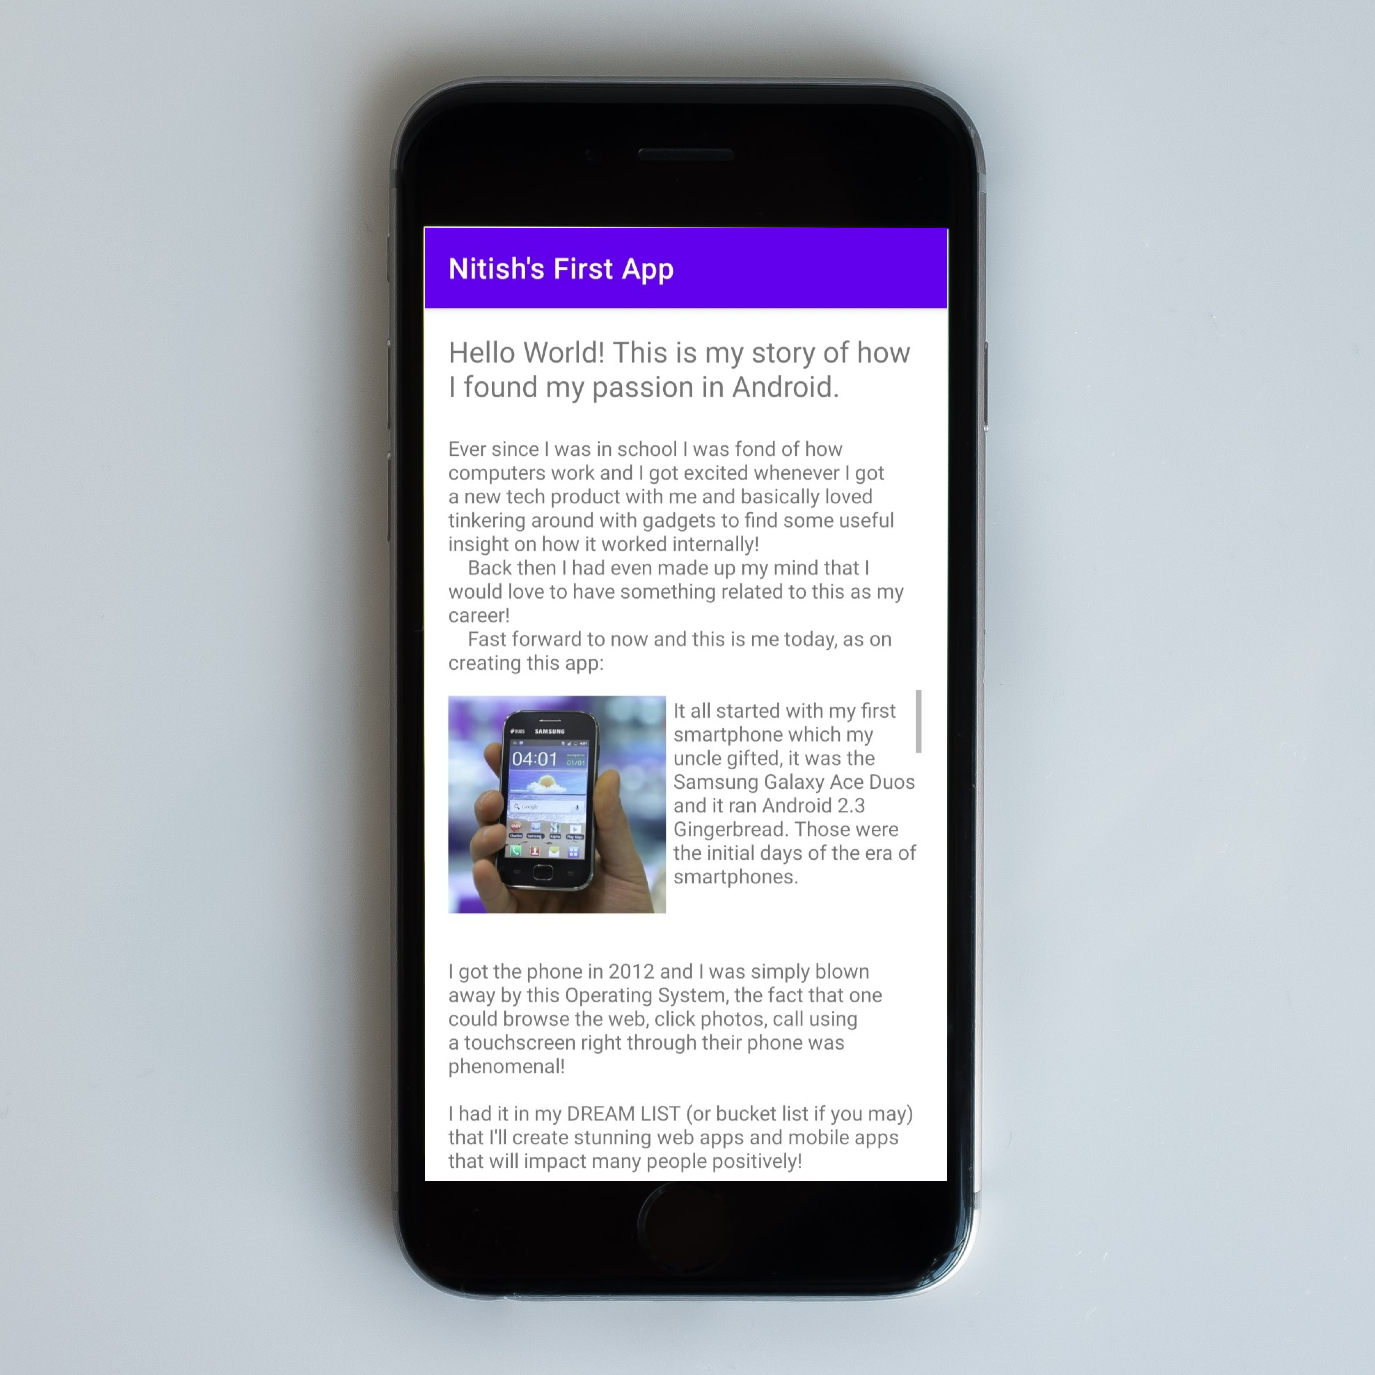 Nitish's First App
Hello World! This is my story of how
I found my passion in Android.
Ever since I was in school I was fond of how
computers work and I got excited whenever I got
a new tech product with me and basically loved
tinkering around with gadgets to find some useful
insight on how it worked internally!
Back then I had even made up my mind that I
would love to have something related to this as my
career!
Fast forward to now and this is me today, as on
creating this app:
DUOS SAMSUNG
04:01
01/01
Google
It all started with my first
smartphone which my
uncle gifted, it was the
Samsung Galaxy Ace Duos
and it ran Android 2.3
Gingerbread. Those were
the initial days of the era of
smartphones.
I got the phone in 2012 and I was simply blown
away by this Operating System, the fact that one
could browse the web, click photos, call using
a touchscreen right through their phone was
phenomenal!
I had it in my DREAM LIST (or bucket list if you may)
that I'll create stunning web apps and mobile apps
that will impact many people positively!